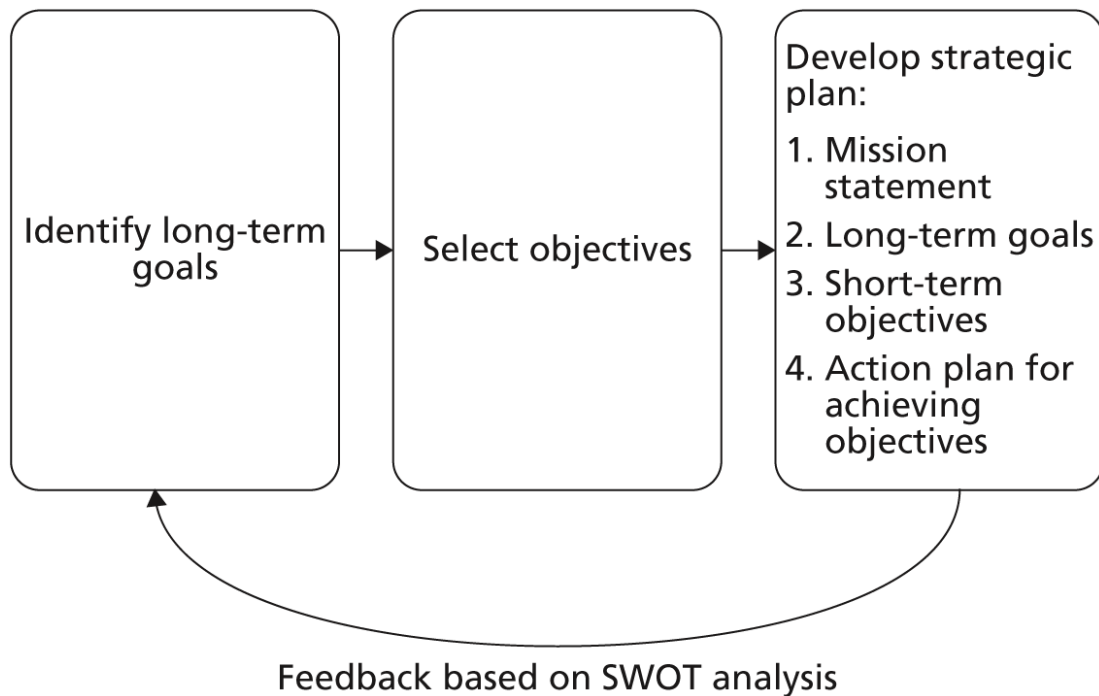 Identify long-term
goals
Select objectives
Develop strategic
plan:
1. Mission
statement
2. Long-term goals
3. Short-term
objectives
4. Action plan for
achieving
objectives
Feedback based on SWOT analysis